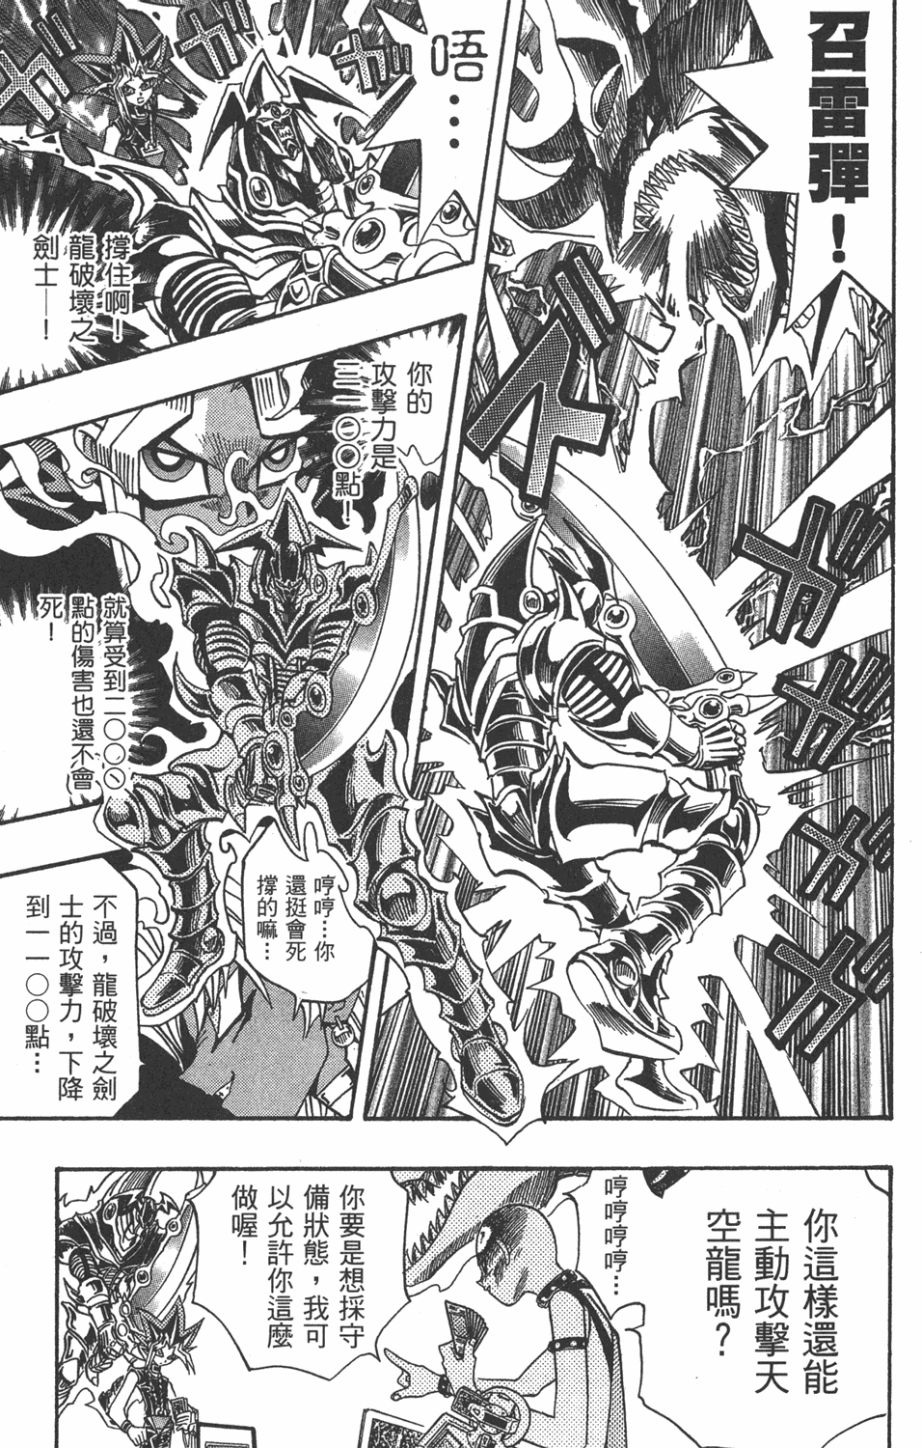 召雷彈！
唔…
撐住啊！
龍破壞之
劍士──！
你的
攻擊力是
三一〇〇點！
就算受到二〇〇〇
點的傷害也還不會
死！
哼哼…你
還挺會死
撐的嘛…
不過，龍破壞之劍
士的攻擊力，下降
到一一〇〇點…
你這樣還能
主動攻擊天
空龍嗎？
哼哼哼哼…
你要是想採守
備狀態，我可
以允許你這麼
做喔！